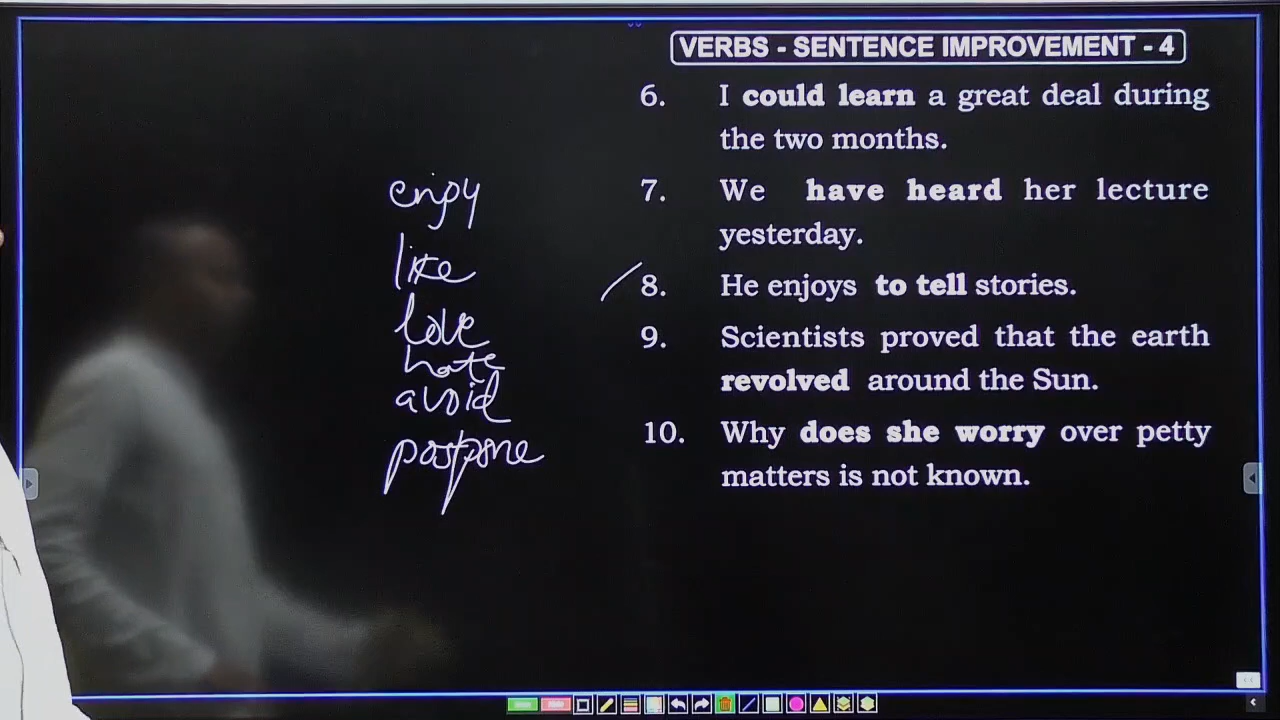 VERBS - SENTENCE IMPROVEMENT - 4
6. I could learn a great deal during
the two months.
7. We have heard her lecture
yesterday.
8. He enjoys to tell stories.
9. Scientists proved that the earth
revolved around the Sun.
10. Why does she worry over petty
matters is not known.
enjoy
like
love
hate
avoid
postpone